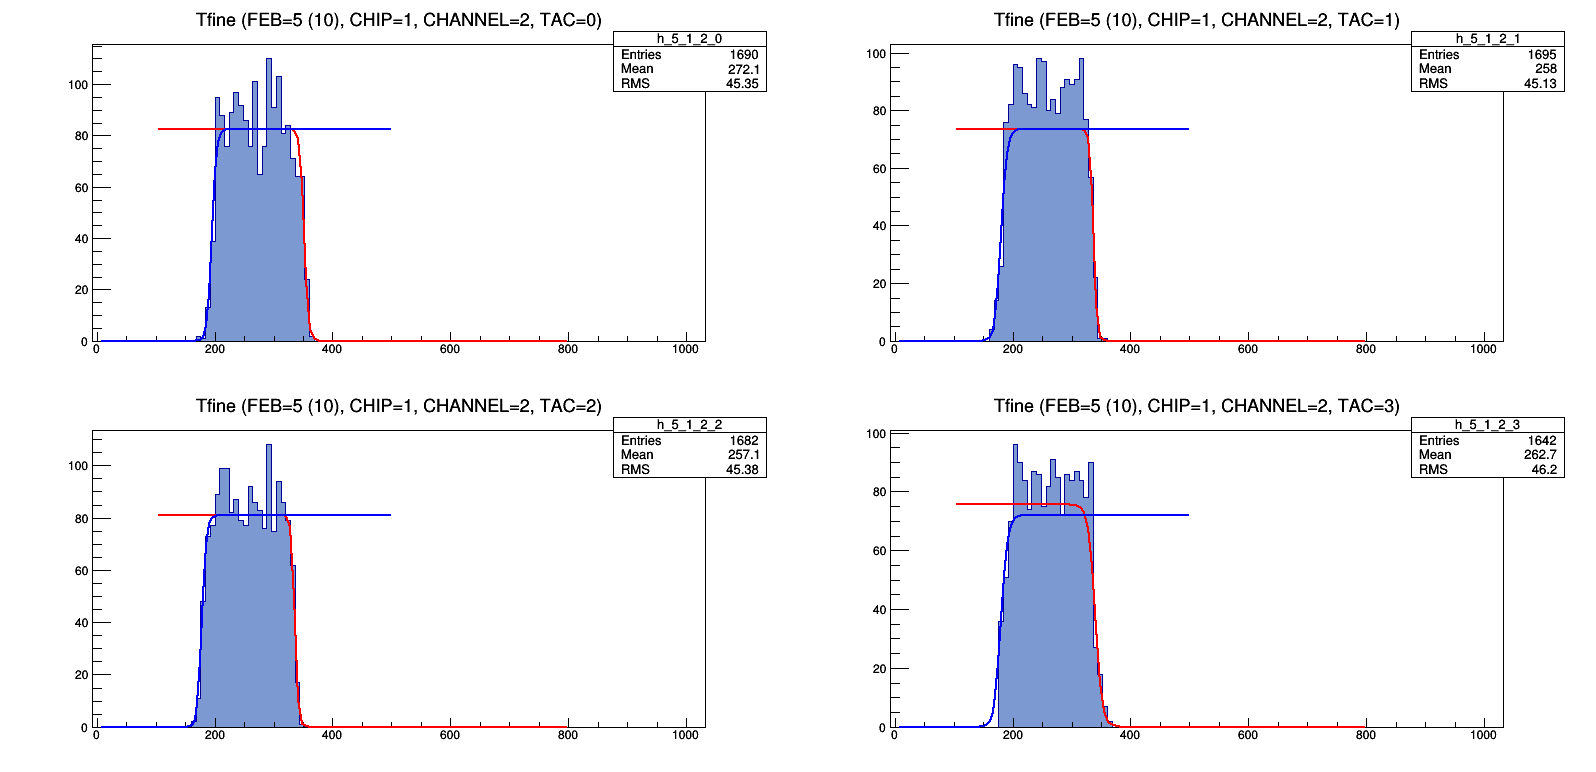 Tfine (FEB=5 (10), CHIP=1, CHANNEL=2, TAC=0)
h_5_1_2_0
Entries 1690
Mean 272.1
RMS 45.35
100
80
60
40
20
0
0 200 400 600 800 1000
Tfine (FEB=5 (10), CHIP=1, CHANNEL=2, TAC=1)
h_5_1_2_1
Entries 1695
Mean 258
RMS 45.13
100
80
60
40
20
0
0 200 400 600 800 1000
Tfine (FEB=5 (10), CHIP=1, CHANNEL=2, TAC=2)
h_5_1_2_2
Entries 1682
Mean 257.1
RMS 45.38
100
80
60
40
20
0
0 200 400 600 800 1000
Tfine (FEB=5 (10), CHIP=1, CHANNEL=2, TAC=3)
h_5_1_2_3
Entries 1642
Mean 262.7
RMS 46.2
100
80
60
40
20
0
0 200 400 600 800 1000